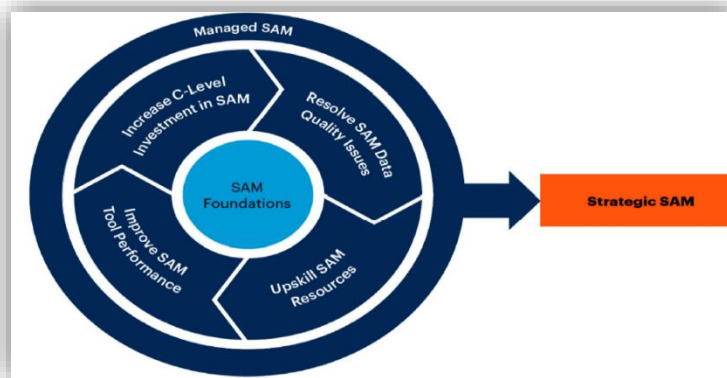 Managed SAM
Increase C-Level
Investment in SAM
Resolve SAM Data
Quality Issues
SAM
Foundations
Improve SAM
Tool Performance
Upskill SAM
Resources
Strategic SAM